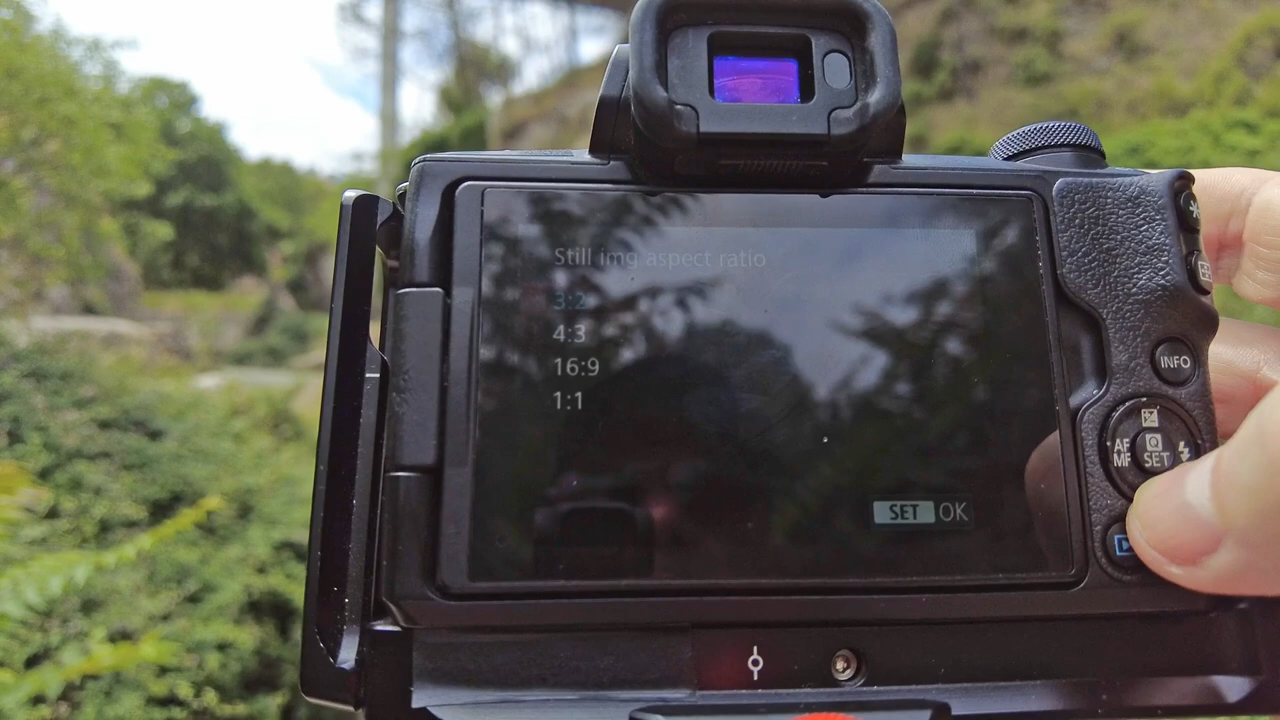 Still img aspect ratio
3:2
4:3
16:9
1:1
SET OK
INFO
Q
AF
MF
SET